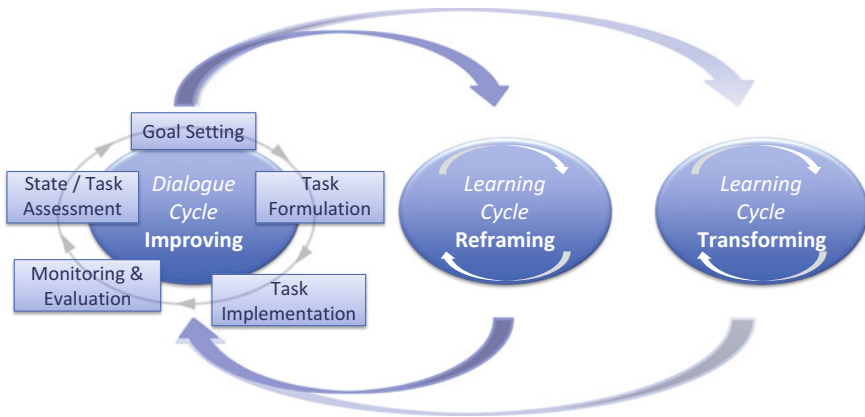 Goal Setting
State / Task
Assessment
Dialogue
Cycle
Improving
Task
Formulation
Monitoring &
Evaluation
Task
Implementation
Learning
Cycle
Reframing
Learning
Cycle
Transforming